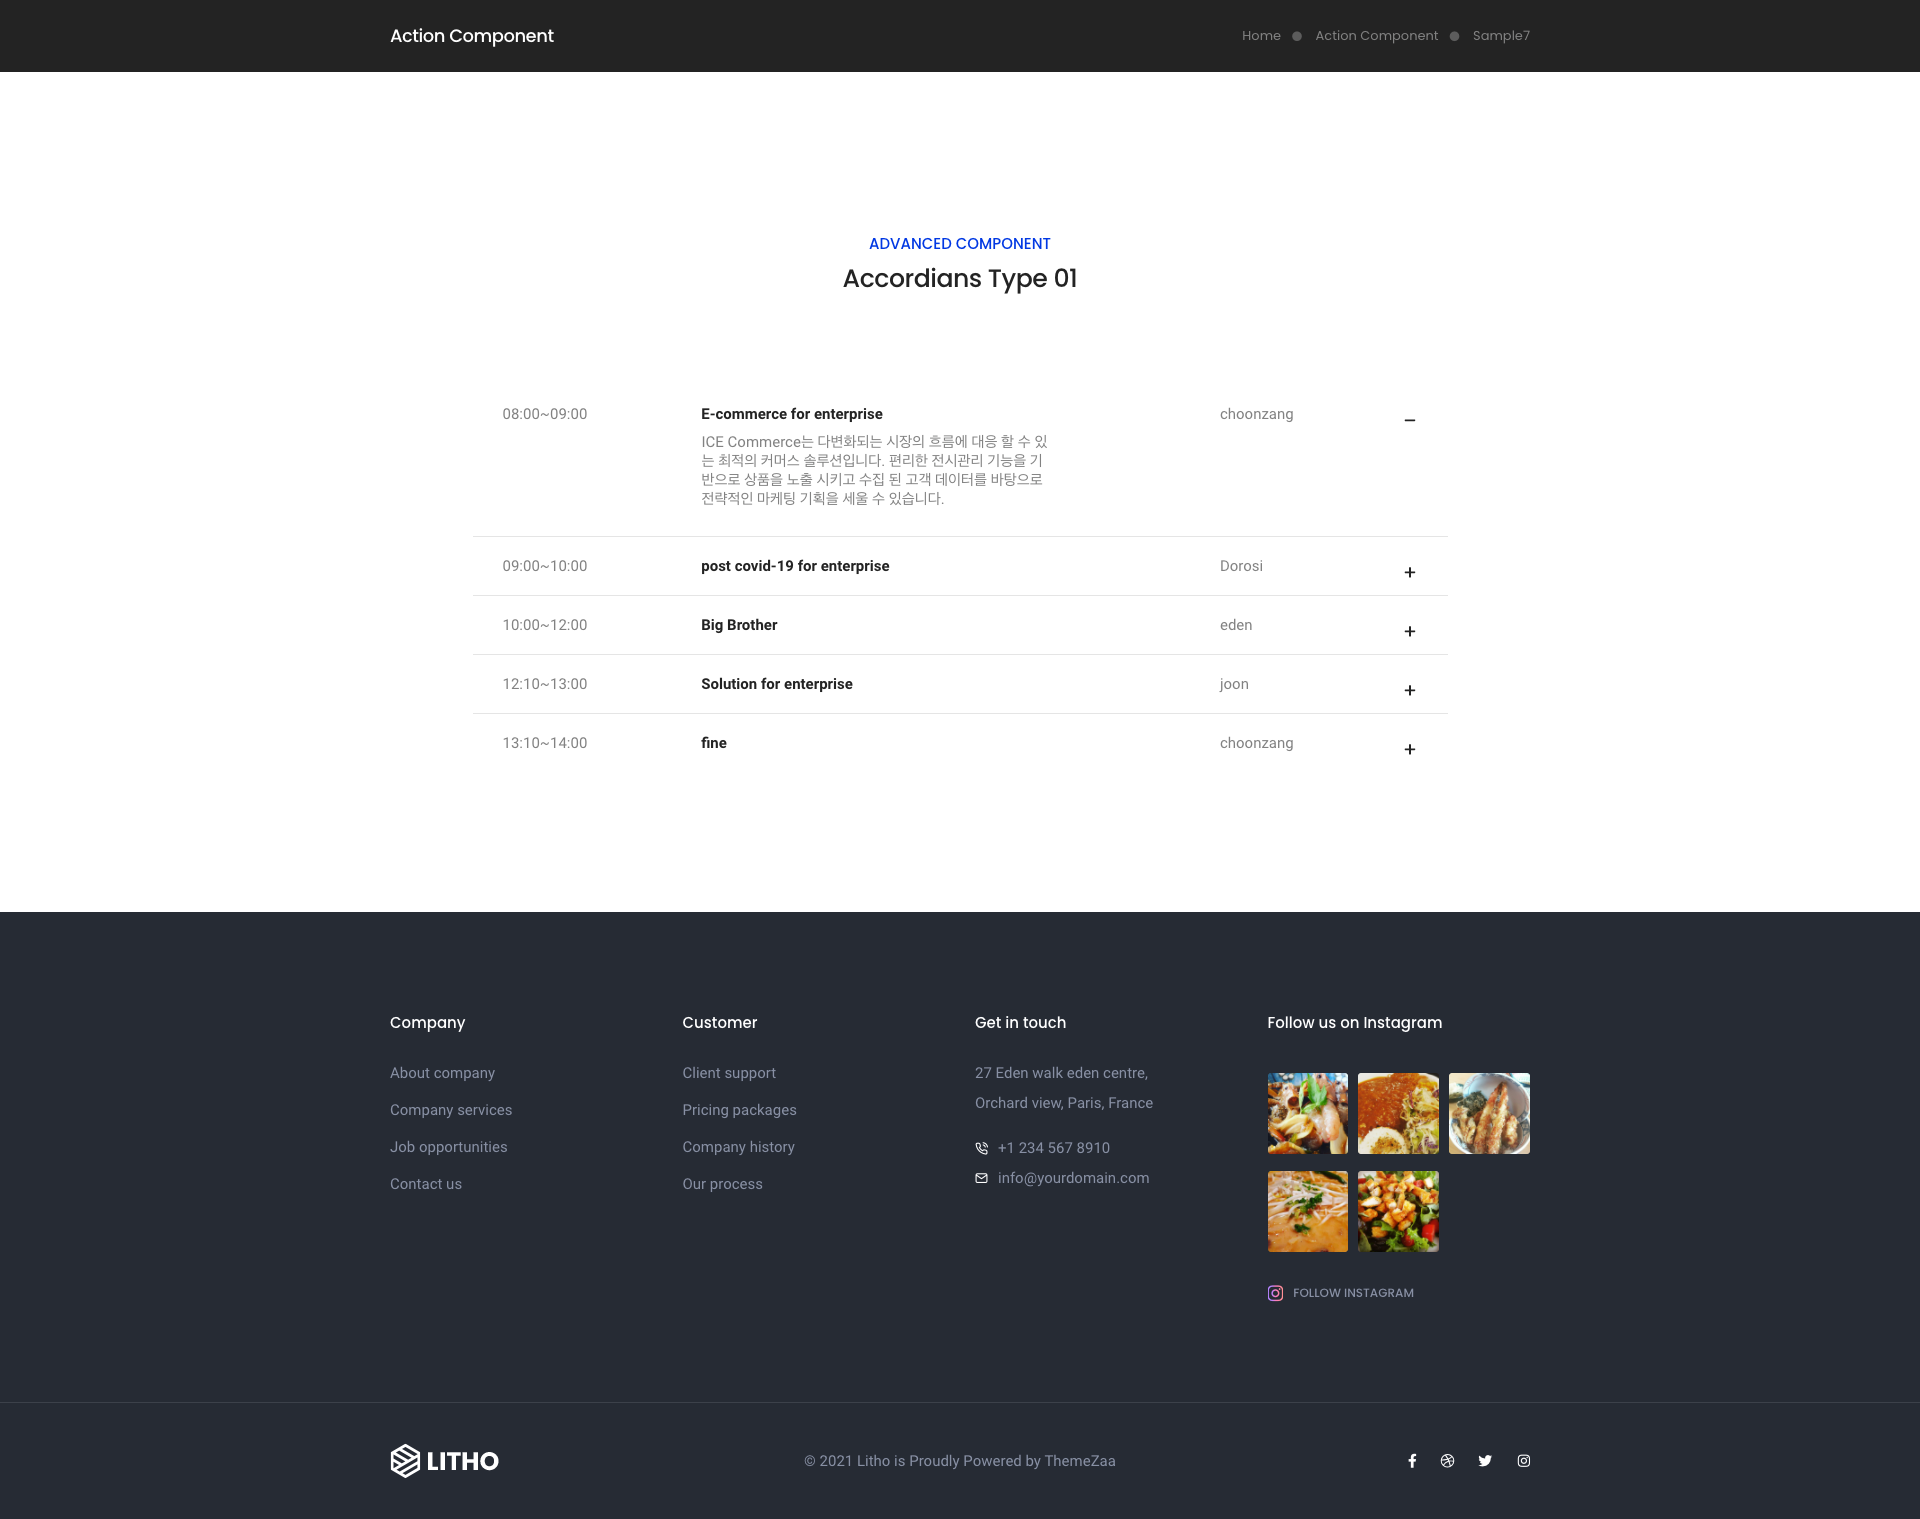 Action Component
Home
Action Component
Sample7
ADVANCED COMPONENT
Accordians Type 01
08:00~09:00
E-commerce for enterprise
choonzang
ICE Commerce는 다변화되는 시장의 흐름에 대응 할 수 있
는 최적의 커머스 솔루션입니다. 편리한 전시관리 기능을 기
반으로 상품을 노출 시키고 수집 된 고객 데이터를 바탕으로
전략적인 마케팅 기획을 세울 수 있습니다.
09:00~10:00
post covid-19 for enterprise
Dorosi
10:00~12:00
Big Brother
eden
12:10~13:00
Solution for enterprise
joon
13:10~14:00
fine
choonzang
Company
About company
Company services
Job opportunities
Contact us
Customer
Client support
Pricing packages
Company history
Our process
Get in touch
27 Eden walk eden centre,
Orchard view, Paris, France
+1 234 567 8910
info@yourdomain.com
Follow us on Instagram
FOLLOW INSTAGRAM
LITHO
© 2021 Litho is Proudly Powered by ThemeZaa